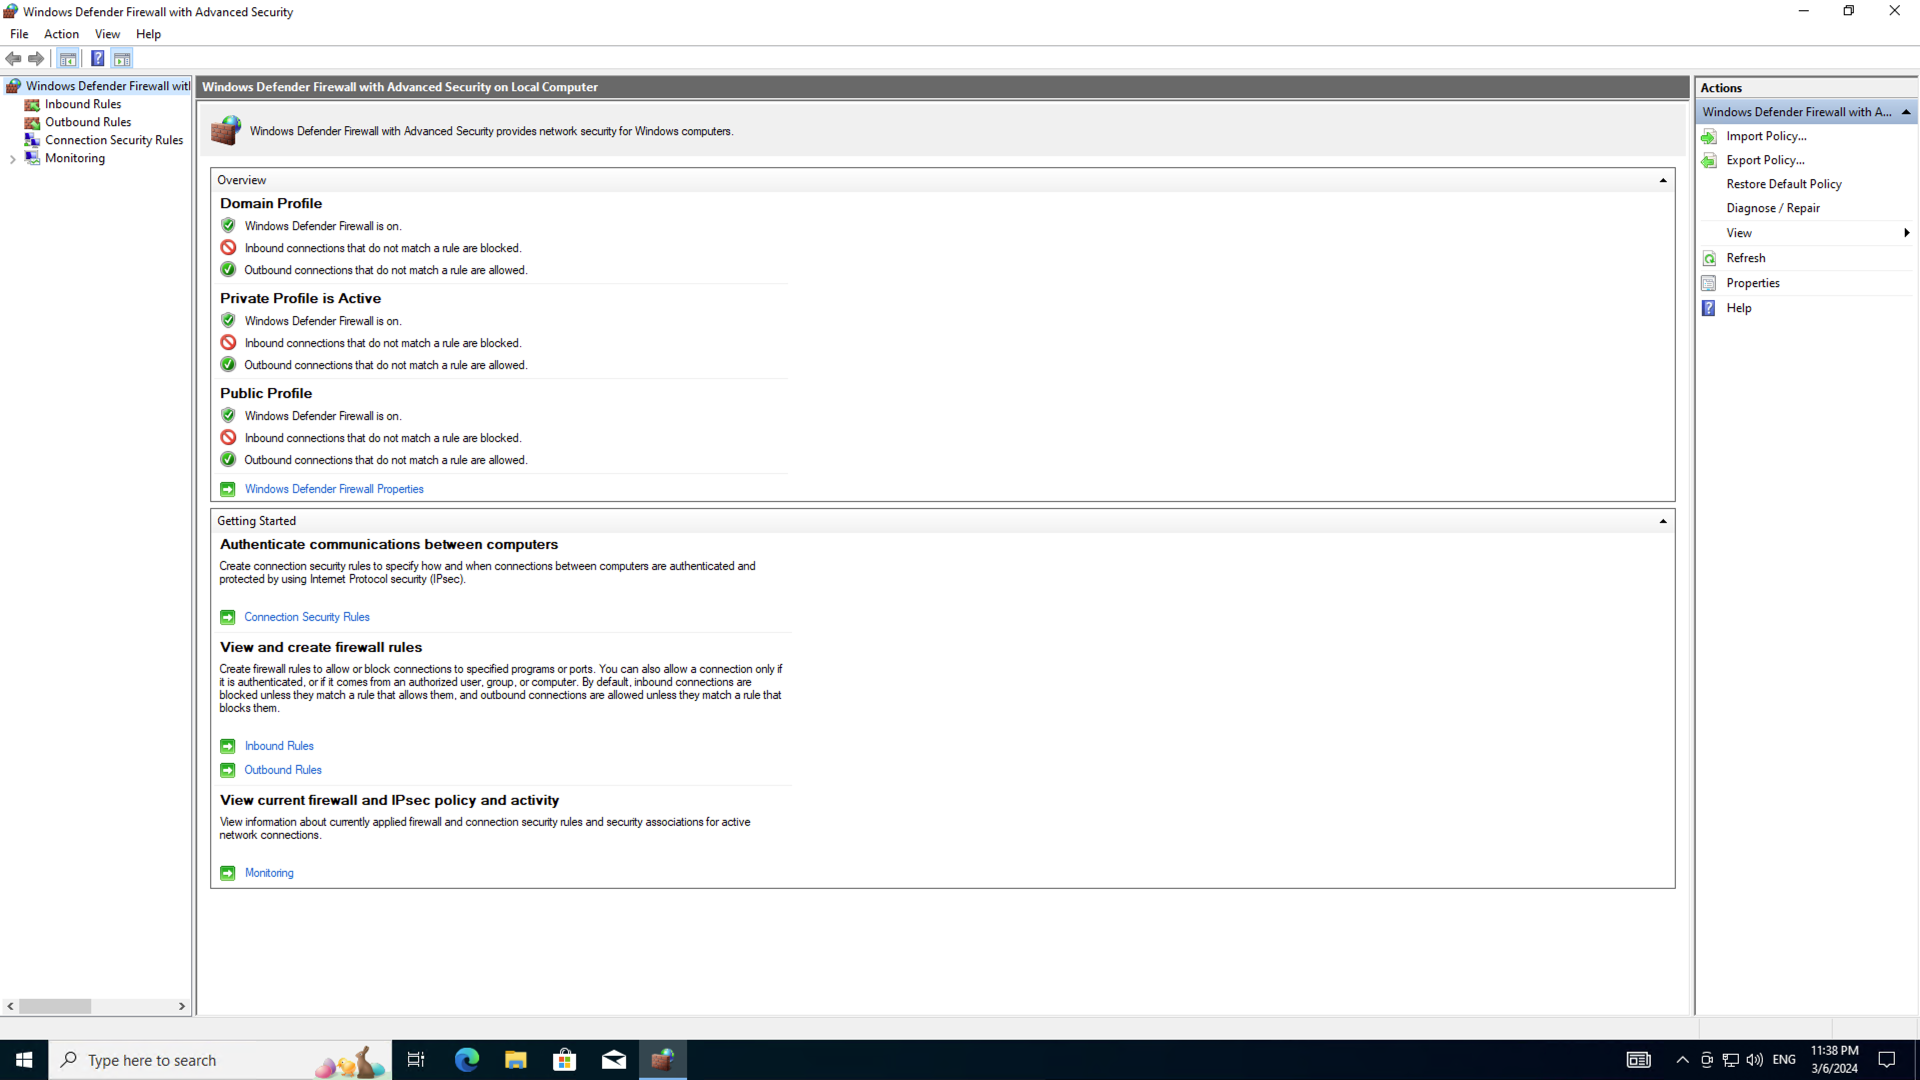 Windows Defender Firewall with Advanced Security
File Action View Help
Windows Defender Firewall wit
Inbound Rules
Outbound Rules
Connection Security Rules
Monitoring
Windows Defender Firewall with Advanced Security on Local Computer
Windows Defender Firewall with Advanced Security provides network security for Windows computers.
Overview
Domain Profile
Windows Defender Firewall is on.
Inbound connections that do not match a rule are blocked.
Outbound connections that do not match a rule are allowed.
Private Profile is Active
Windows Defender Firewall is on.
Inbound connections that do not match a rule are blocked.
Outbound connections that do not match a rule are allowed.
Public Profile
Windows Defender Firewall is on.
Inbound connections that do not match a rule are blocked.
Outbound connections that do not match a rule are allowed.
Windows Defender Firewall Properties
Getting Started
Authenticate communications between computers
Create connection security rules to specify how and when connections between computers are authenticated and
protected by using Internet Protocol security (IPsec).
Connection Security Rules
View and create firewall rules
Create firewall rules to allow or block connections to specified programs or ports. You can also allow a connection only if
it is authenticated, or if it comes from an authorized user, group, or computer. By default, inbound connections are
blocked unless they match a rule that allows them, and outbound connections are allowed unless they match a rule that
blocks them.
Inbound Rules
Outbound Rules
View current firewall and IPsec policy and activity
View information about currently applied firewall and connection security rules and security associations for active
network connections.
Monitoring
Actions
Windows Defender Firewall with A...
Import Policy...
Export Policy...
Restore Default Policy
Diagnose / Repair
View
Refresh
Properties
Help
Type here to search
ENG
11:38 PM
3/6/2024